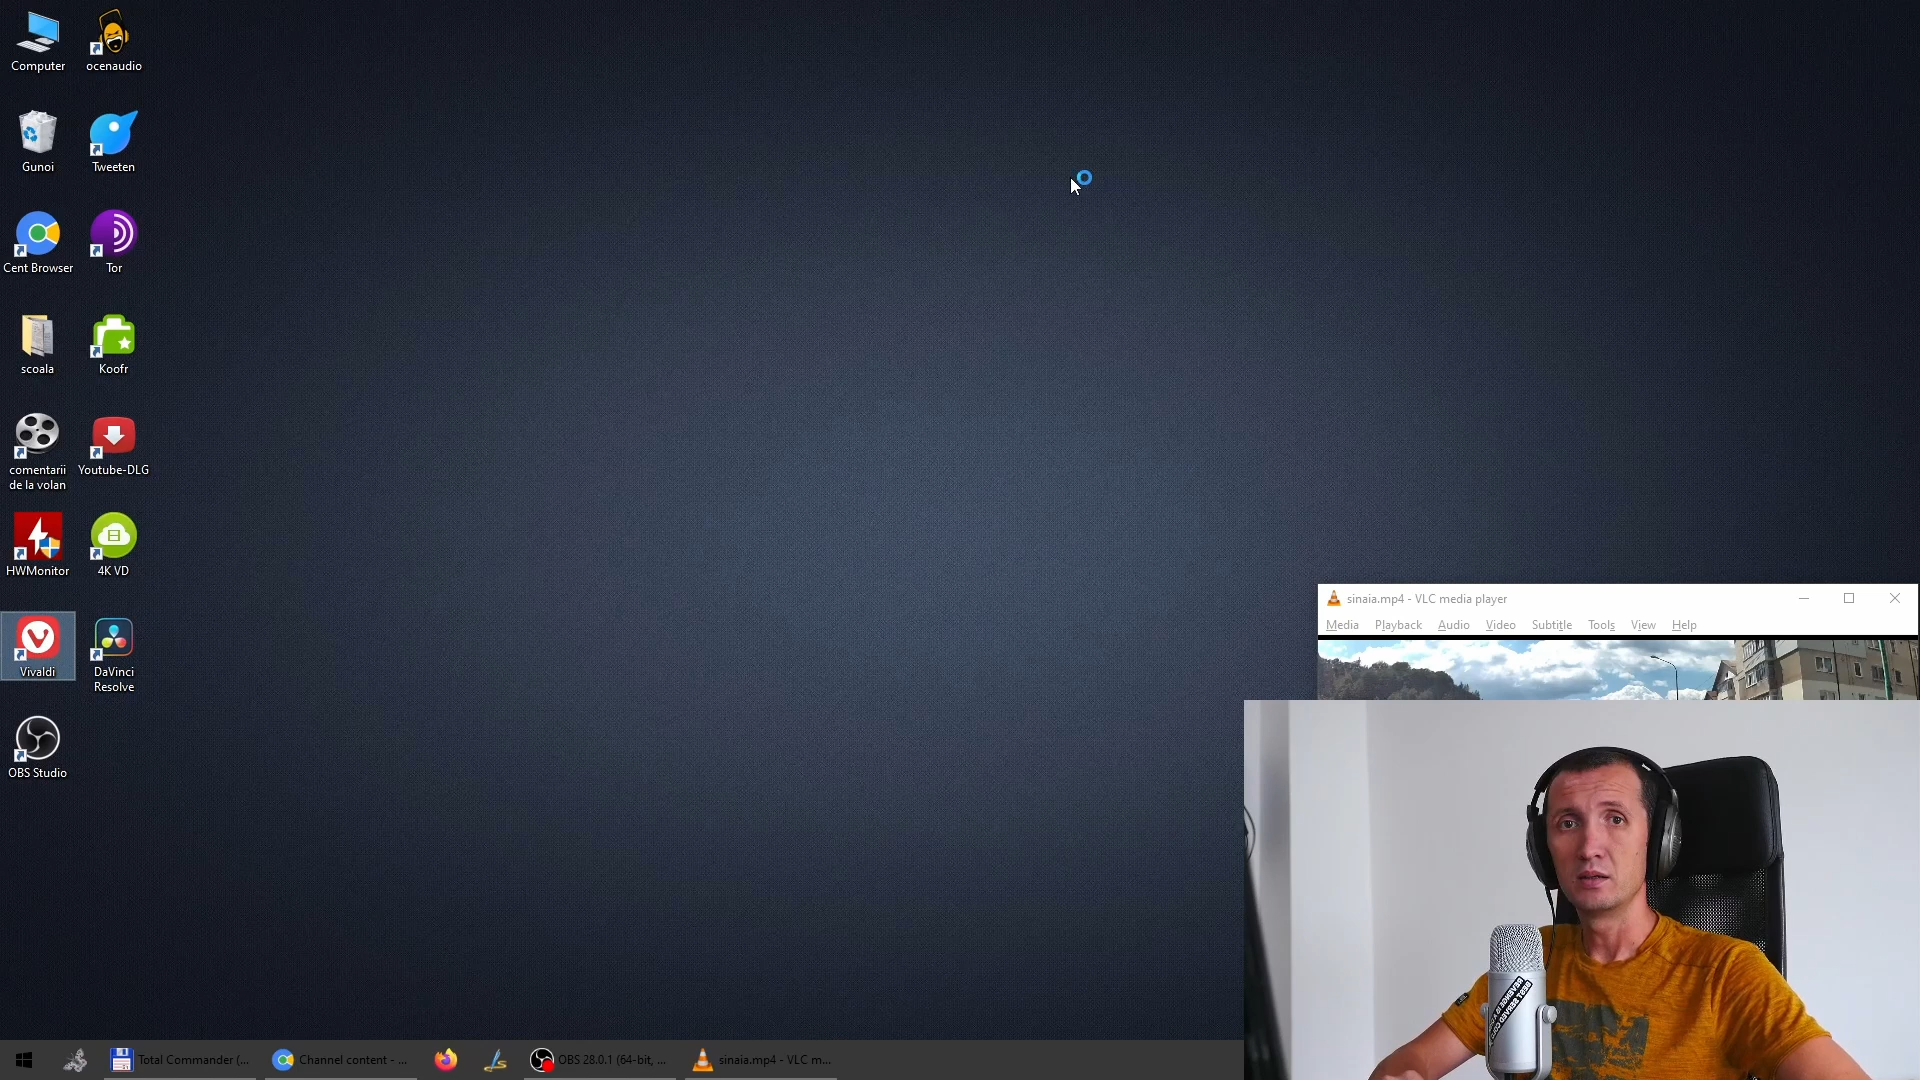 Computer
ocenaudio
Gunoi
Tweeten
Cent Browser
Tor
scoala
Koofr
comentarii
de la volan
Youtube-DLG
HWMonitor
4K VD
Vivaldi
DaVinci
Resolve
OBS Studio
sinaia.mp4 - VLC media player
Media Playback Audio Video Subtitle Tools View Help
Total Commander (...
Channel content - ...
OBS 28.0.1 (64-bit, ...
sinaia.mp4 - VLC m...